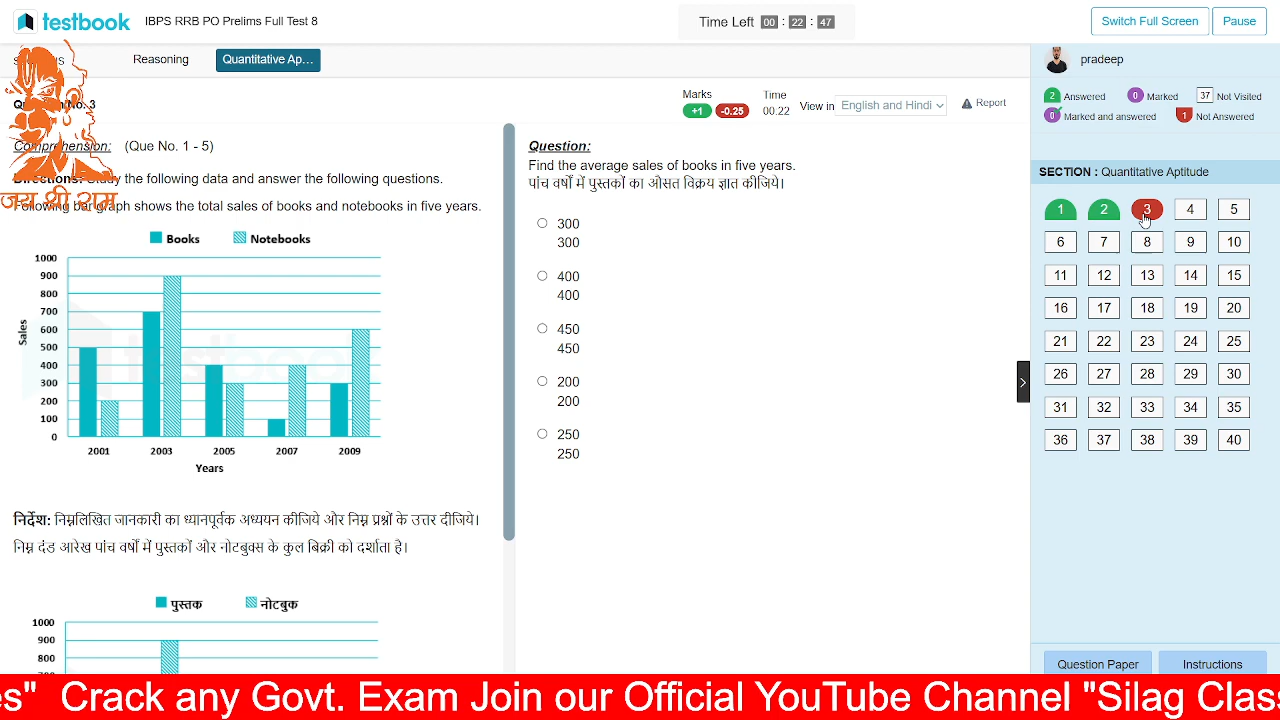 testbook
IBPS RRB PO Prelims Full Test 8
Time Left 00 : 22 : 47
Switch Full Screen
Pause
Reasoning
Quantitative Ap...
pradeep
2 Answered
0 Marked
37 Not Visited
0 Marked and answered
1 Not Answered
No. 3
Marks
+1 -0.25
Time
00:22
View in English and Hindi
Report
Comprehension: (Que No. 1 - 5)
Directions: Study the following data and answer the following questions.
जय श्री राम
Following bar graph shows the total sales of books and notebooks in five years.
Books
Notebooks
1000
900
800
700
600
500
400
300
200
100
0
Sales
2001
2003
2005
2007
2009
Years
निर्देश: निम्नलिखित जानकारी का ध्यानपूर्वक अध्ययन कीजिये और निम्न प्रश्नों के उत्तर दीजिये।
निम्न दंड आरेख पांच वर्षों में पुस्तकों और नोटबुक्स के कुल बिक्री को दर्शाता है।
पुस्तक
नोटबुक
1000
900
800
Question:
Find the average sales of books in five years.
पांच वर्षों में पुस्तकों का औसत विक्रय ज्ञात कीजिये।
300
300
400
400
450
450
200
200
250
250
SECTION : Quantitative Aptitude
1 2 3 4 5
6 7 8 9 10
11 12 13 14 15
16 17 18 19 20
21 22 23 24 25
26 27 28 29 30
31 32 33 34 35
36 37 38 39 40
Question Paper
Instructions
es" Crack any Govt. Exam Join our Official YouTube Channel "Silag Class